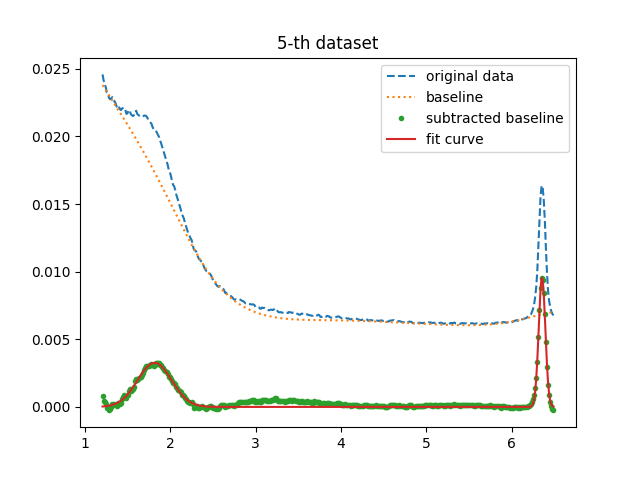 5-th dataset
original data
baseline
subtracted baseline
fit curve
0.025
0.020
0.015
0.010
0.005
0.000
1 2 3 4 5 6